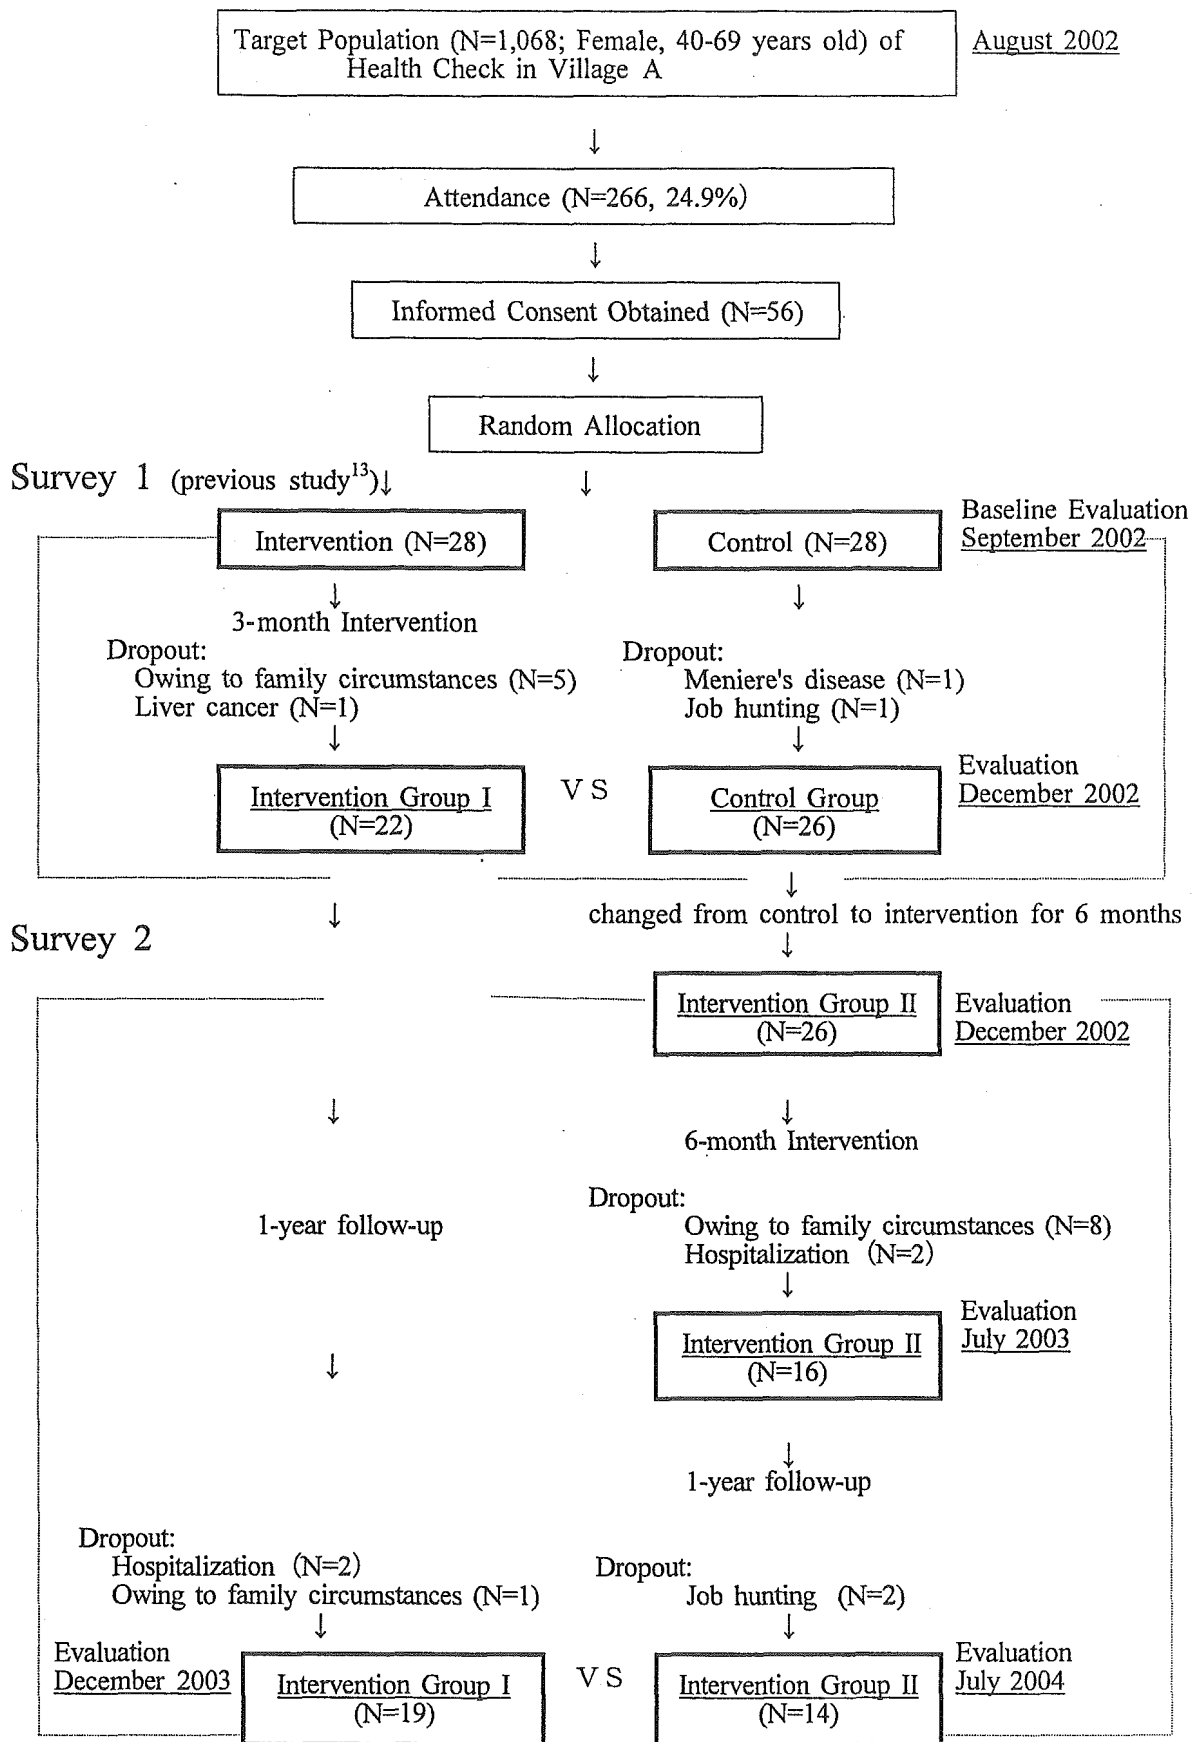 Target Population (N=1,068; Female, 40-69 years old) of
Health Check in Village A
August 2002
↓
Attendance (N=266, 24.9%)
↓
Informed Consent Obtained (N=56)
↓
Random Allocation
Survey 1 (previous study13)↓ ↓
Intervention (N=28)
Control (N=28)
Baseline Evaluation
September 2002
↓ ↓
3-month Intervention
Dropout:
Owing to family circumstances (N=5)
Liver cancer (N=1)
↓
Dropout:
Meniere's disease (N=1)
Job hunting (N=1)
↓
Intervention Group I
(N=22)
VS
Control Group
(N=26)
Evaluation
December 2002
↓ ↓
changed from control to intervention for 6 months
↓
Survey 2
Intervention Group II
(N=26)
Evaluation
December 2002
↓ ↓
6-month Intervention
1-year follow-up
Dropout:
Owing to family circumstances (N=8)
Hospitalization (N=2)
↓
Intervention Group II
(N=16)
Evaluation
July 2003
↓
↓
1-year follow-up
Dropout:
Hospitalization (N=2)
Owing to family circumstances (N=1)
↓
Dropout:
Job hunting (N=2)
↓
Evaluation
December 2003
Intervention Group I
(N=19)
VS
Intervention Group II
(N=14)
Evaluation
July 2004